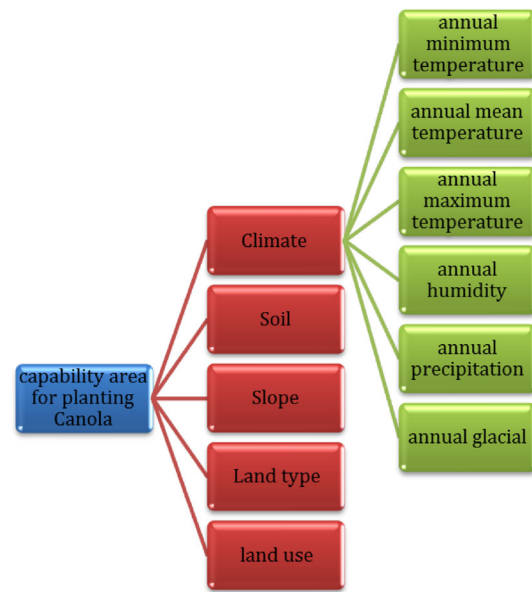 capability area
for planting
Canola
Climate
Soil
Slope
Land type
land use
annual
minimum
temperature
annual mean
temperature
annual
maximum
temperature
annual
humidity
annual
precipitation
annual glacial